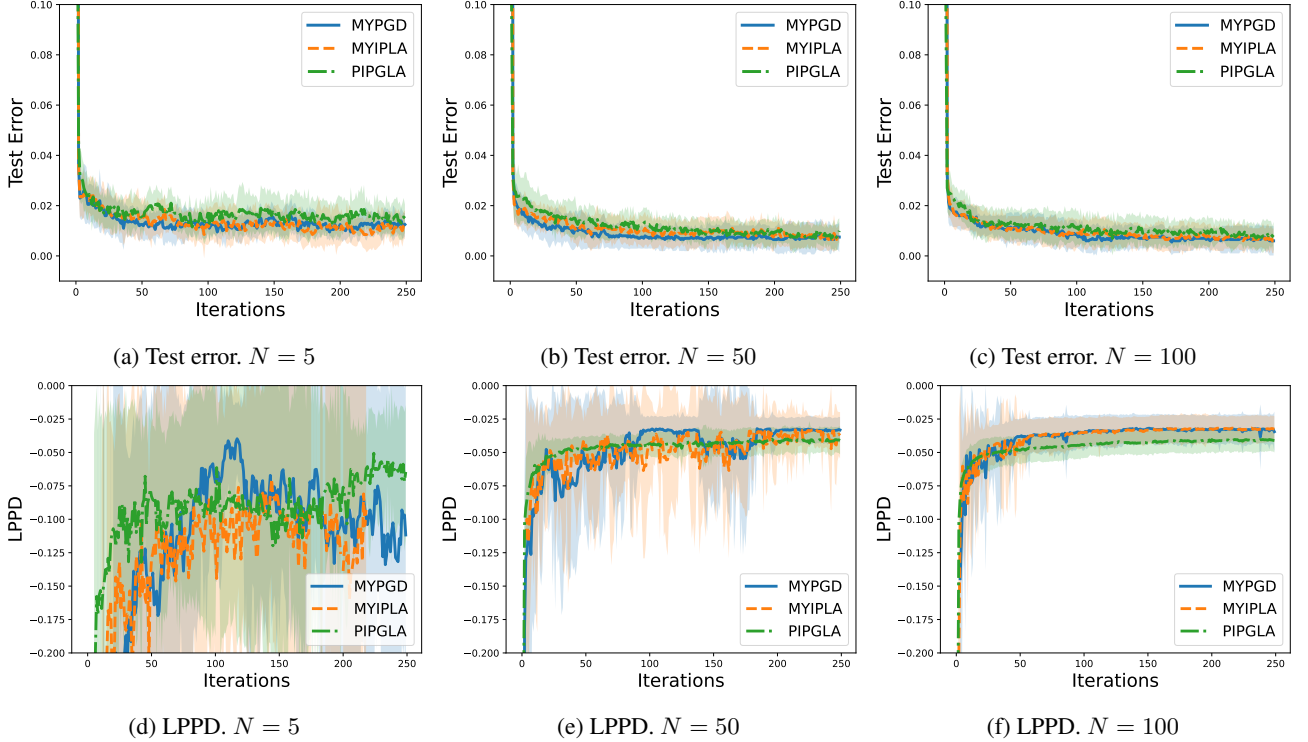 0.10
0.08
0.06
0.04
0.02
0.00
Test Error
0 50 100 150 200 250
Iterations
MYPGD
MYIPLA
PIPGLA
(a) Test error. N = 5
0.10
0.08
0.06
0.04
0.02
0.00
Test Error
0 50 100 150 200 250
Iterations
MYPGD
MYIPLA
PIPGLA
(b) Test error. N = 50
0.10
0.08
0.06
0.04
0.02
0.00
Test Error
0 50 100 150 200 250
Iterations
MYPGD
MYIPLA
PIPGLA
(c) Test error. N = 100
0.000
−0.025
−0.050
−0.075
−0.100
−0.125
−0.150
−0.175
−0.200
LPPD
0 50 100 150 200 250
Iterations
MYPGD
MYIPLA
PIPGLA
(d) LPPD. N = 5
0.000
−0.025
−0.050
−0.075
−0.100
−0.125
−0.150
−0.175
−0.200
LPPD
0 50 100 150 200 250
Iterations
MYPGD
MYIPLA
PIPGLA
(e) LPPD. N = 50
0.000
−0.025
−0.050
−0.075
−0.100
−0.125
−0.150
−0.175
−0.200
LPPD
0 50 100 150 200 250
Iterations
MYPGD
MYIPLA
PIPGLA
(f) LPPD. N = 100